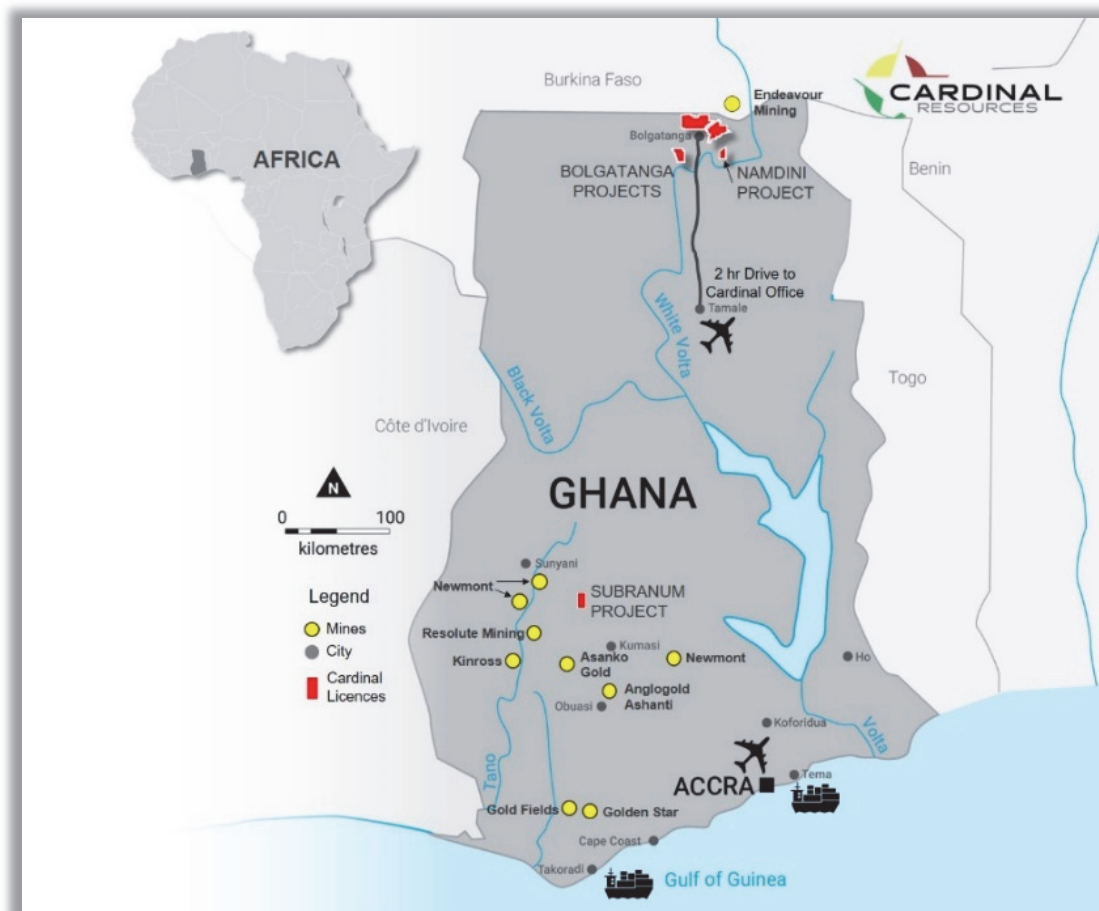 Burkina Faso
CARDINAL
RESOURCES
Endeavour
Mining
AFRICA
Bolgatanga
BOLGATANGA
PROJECTS
NAMDINI
PROJECT
Benin
2 hr Drive to
Cardinal Office
Tamale
White Volta
Black Volta
Togo
Côte d'Ivoire
GHANA
N
0 100
kilometres
Sunyani
Newmont
SUBRANUM
PROJECT
Legend
Mines
City
Cardinal
Licences
Resolute Mining
Kumasi
Kinross
Asanko
Gold
Newmont
Ho
Anglogold
Ashanti
Obuasi
Koforidua
Volta
Tano
ACCRA
Tema
Gold Fields
Golden Star
Cape Coast
Takoradi
Gulf of Guinea